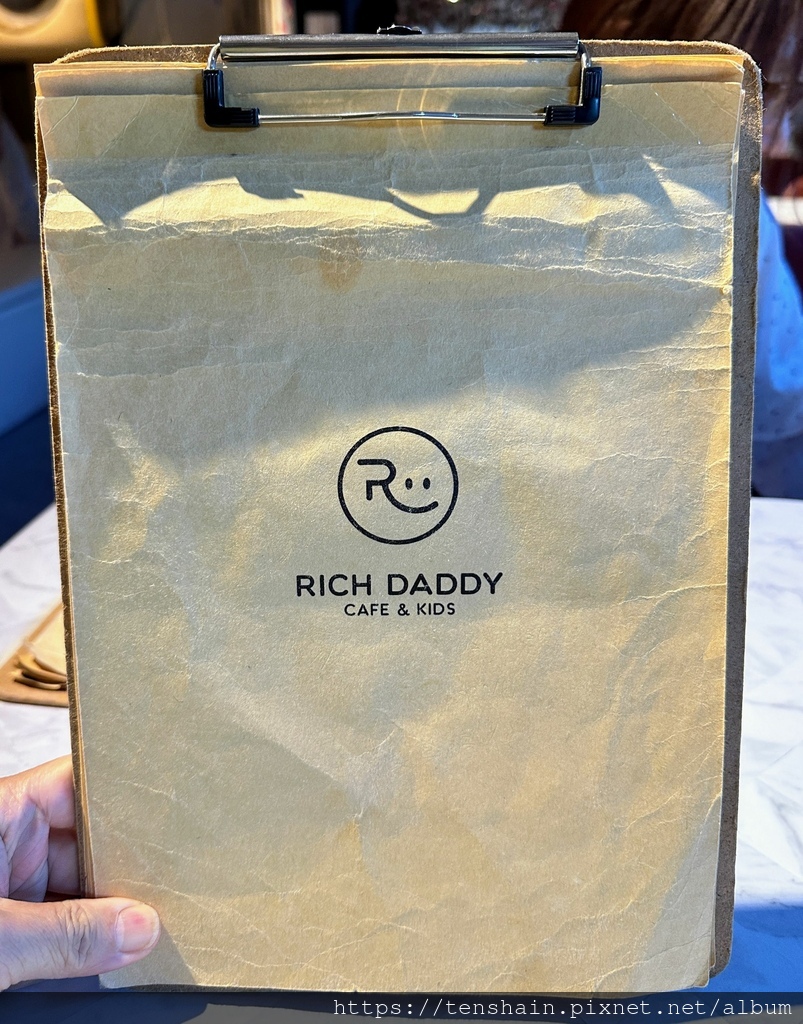 R
RICH DADDY
CAFE & KIDS
https://tenshain.pixnet.net/album